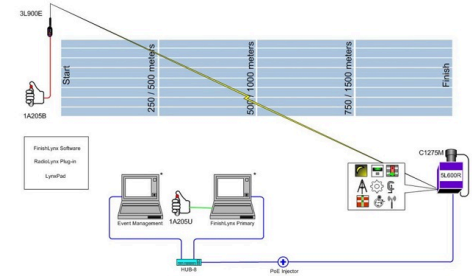 3L900E
Start
250 / 500 meters
500 / 1000 meters
750 / 1500 meters
Finish
1A205B
FinishLynx Software
RadioLynx Plug-in
LynxPad
C1275M
5L600R
Event Management
1A205U
FinishLynx Primary
HUB-8
PoE Injector